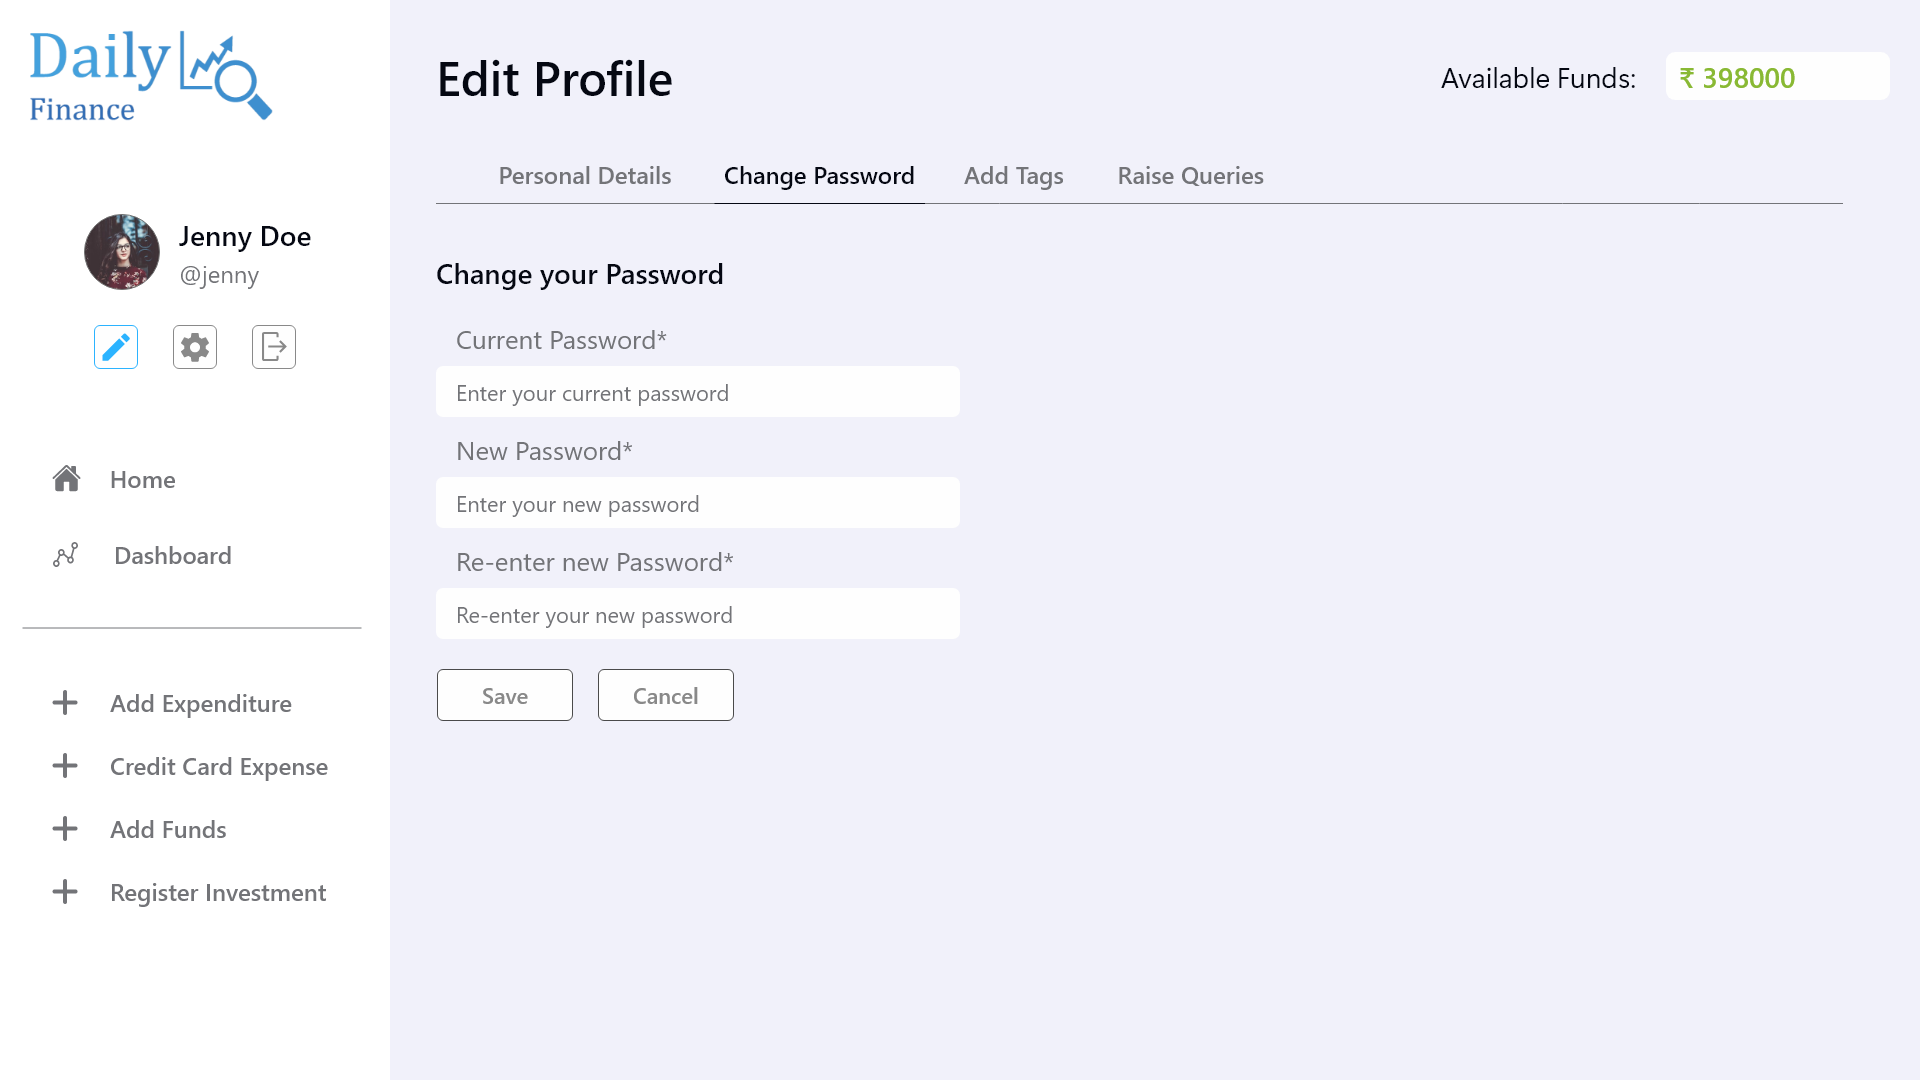 Daily
Finance
Jenny Doe
@jenny
Home
Dashboard
Add Expenditure
Credit Card Expense
Add Funds
Register Investment
Edit Profile
Available Funds: ₹ 398000
Personal Details Change Password Add Tags Raise Queries
Change your Password
Current Password*
Enter your current password
New Password*
Enter your new password
Re-enter new Password*
Re-enter your new password
Save Cancel